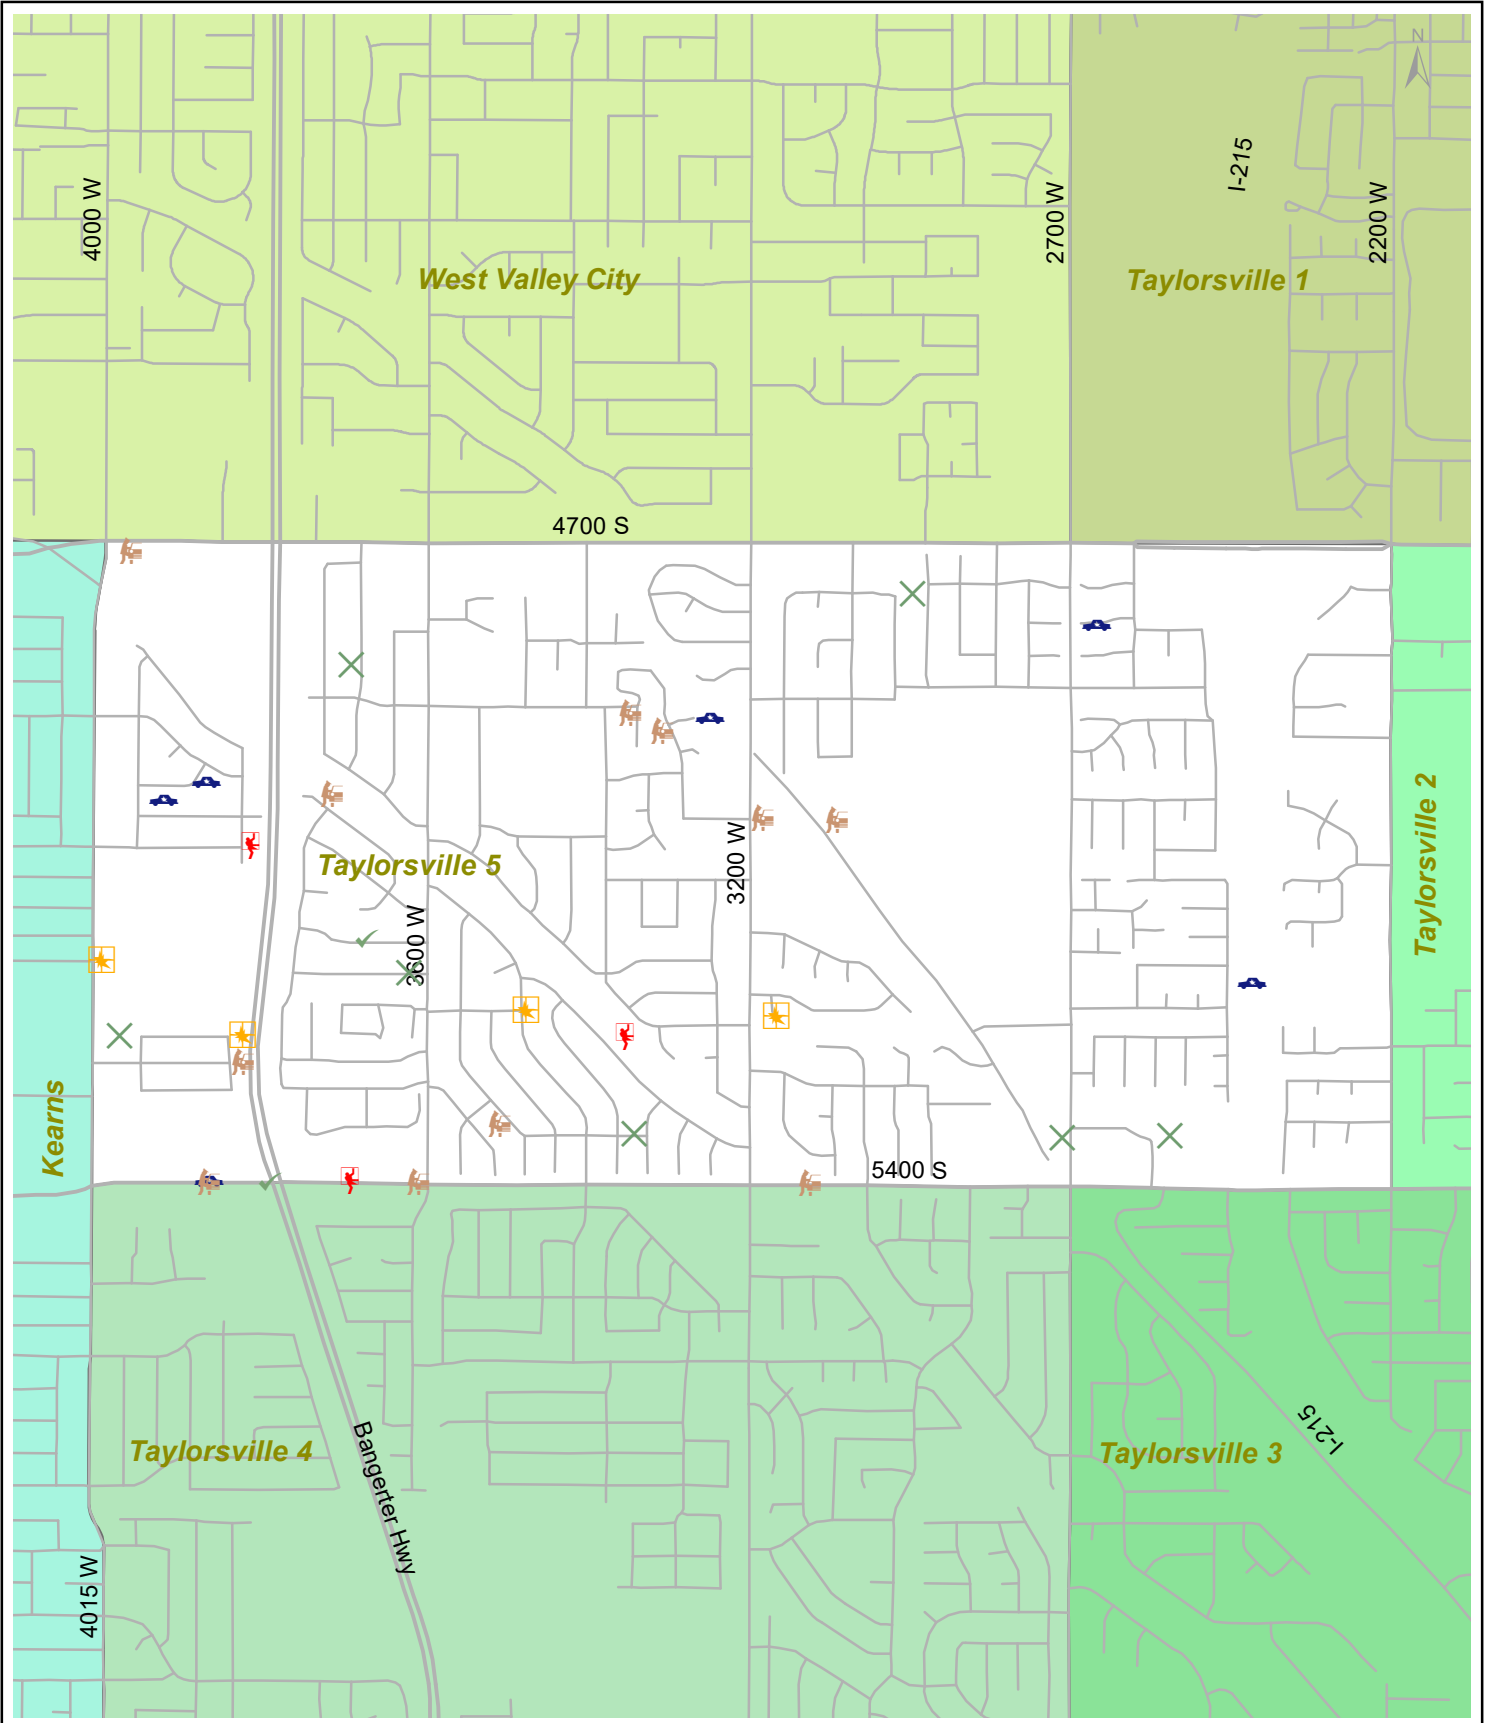 N
I-215
4000 W
2700 W
2200 W
West Valley City
Taylorsville 1
4700 S
Taylorsville 2
3200 W
Taylorsville 5
3600 W
Kearns
5400 S
Taylorsville 4
Bangerter Hwy
Taylorsville 3
I-215
4015 W